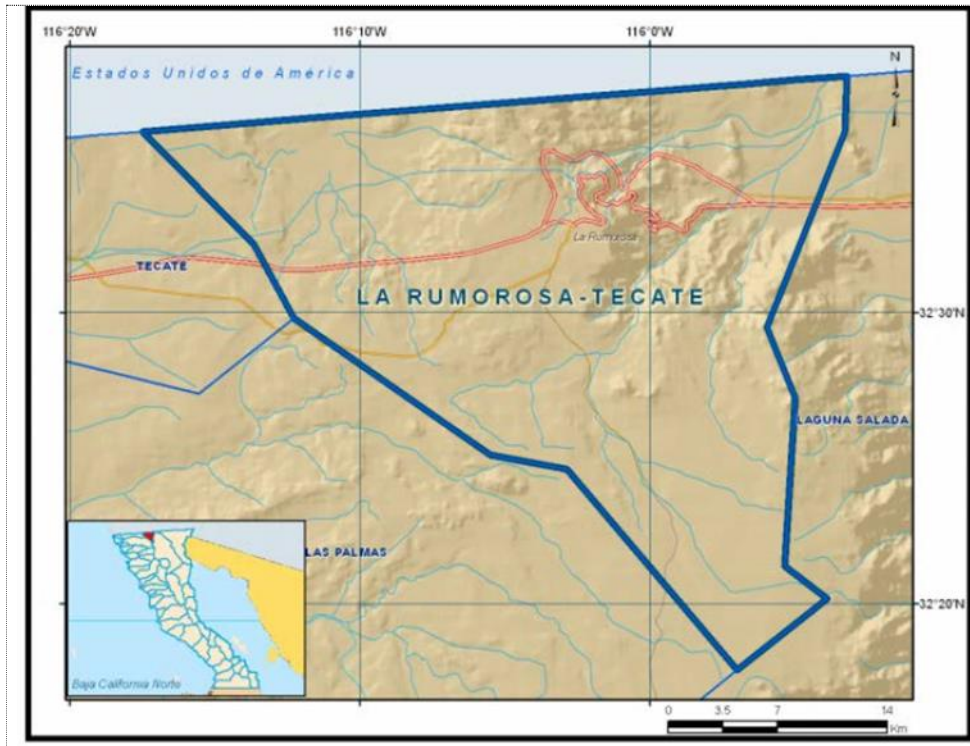 116°20'W 116°10'W 116°0'W
Estados Unidos de América
N
La Rumorosa
TECATE
LA RUMOROSA-TECATE
32°30'N
LAGUNA SALADA
LAS PALMAS
32°20'N
Baja California Norte
0 3.5 7 14
Km